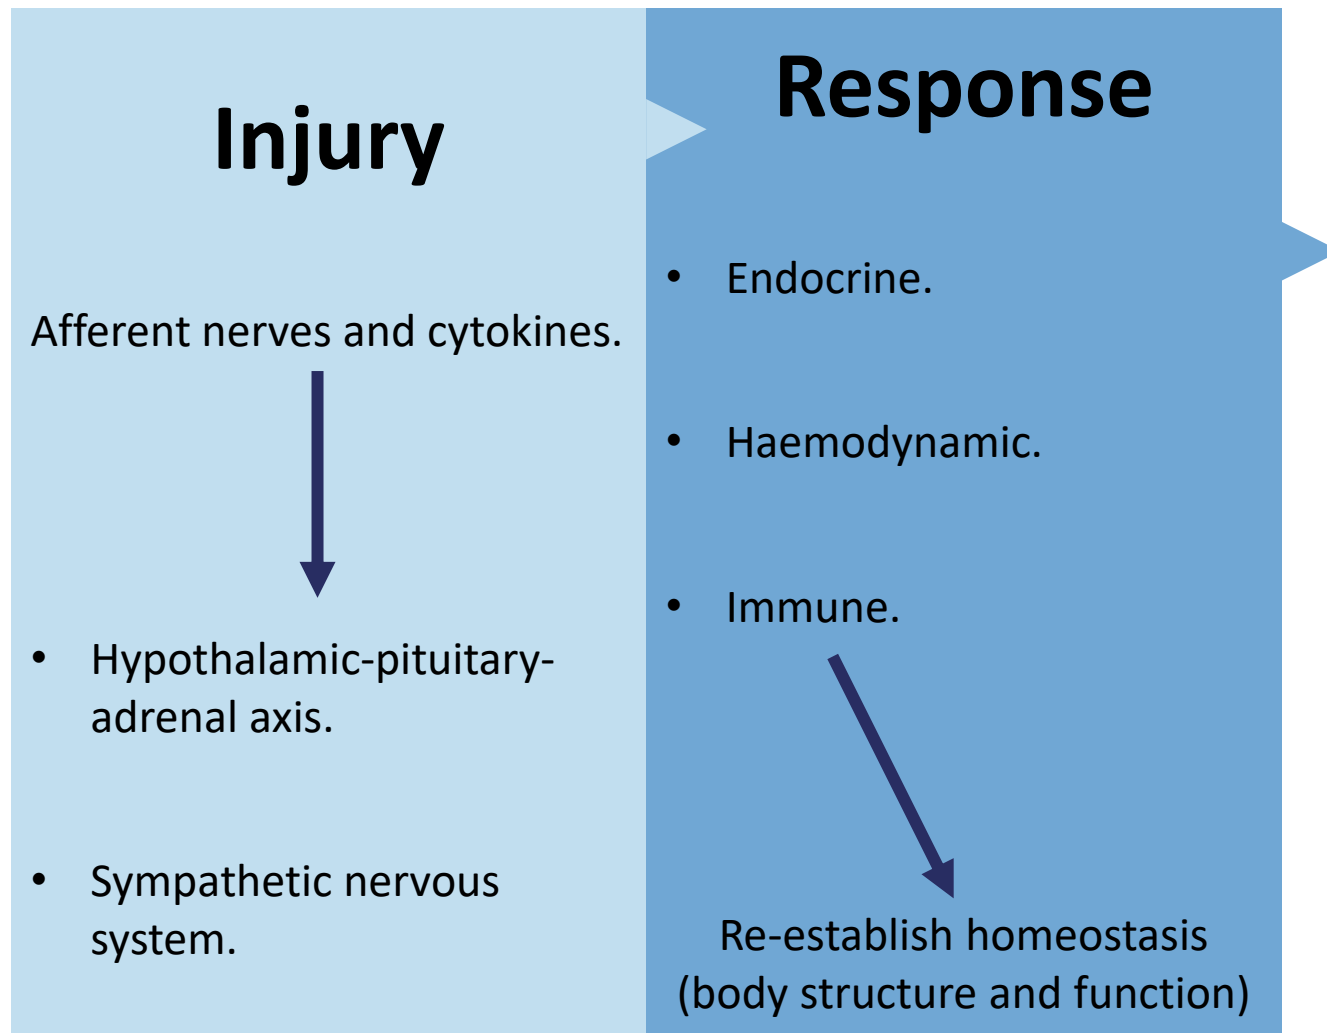 Injury
Afferent nerves and cytokines.
• Hypothalamic-pituitary-
adrenal axis.
• Sympathetic nervous
system.
Response
• Endocrine.
• Haemodynamic.
• Immune.
Re-establish homeostasis
(body structure and function)